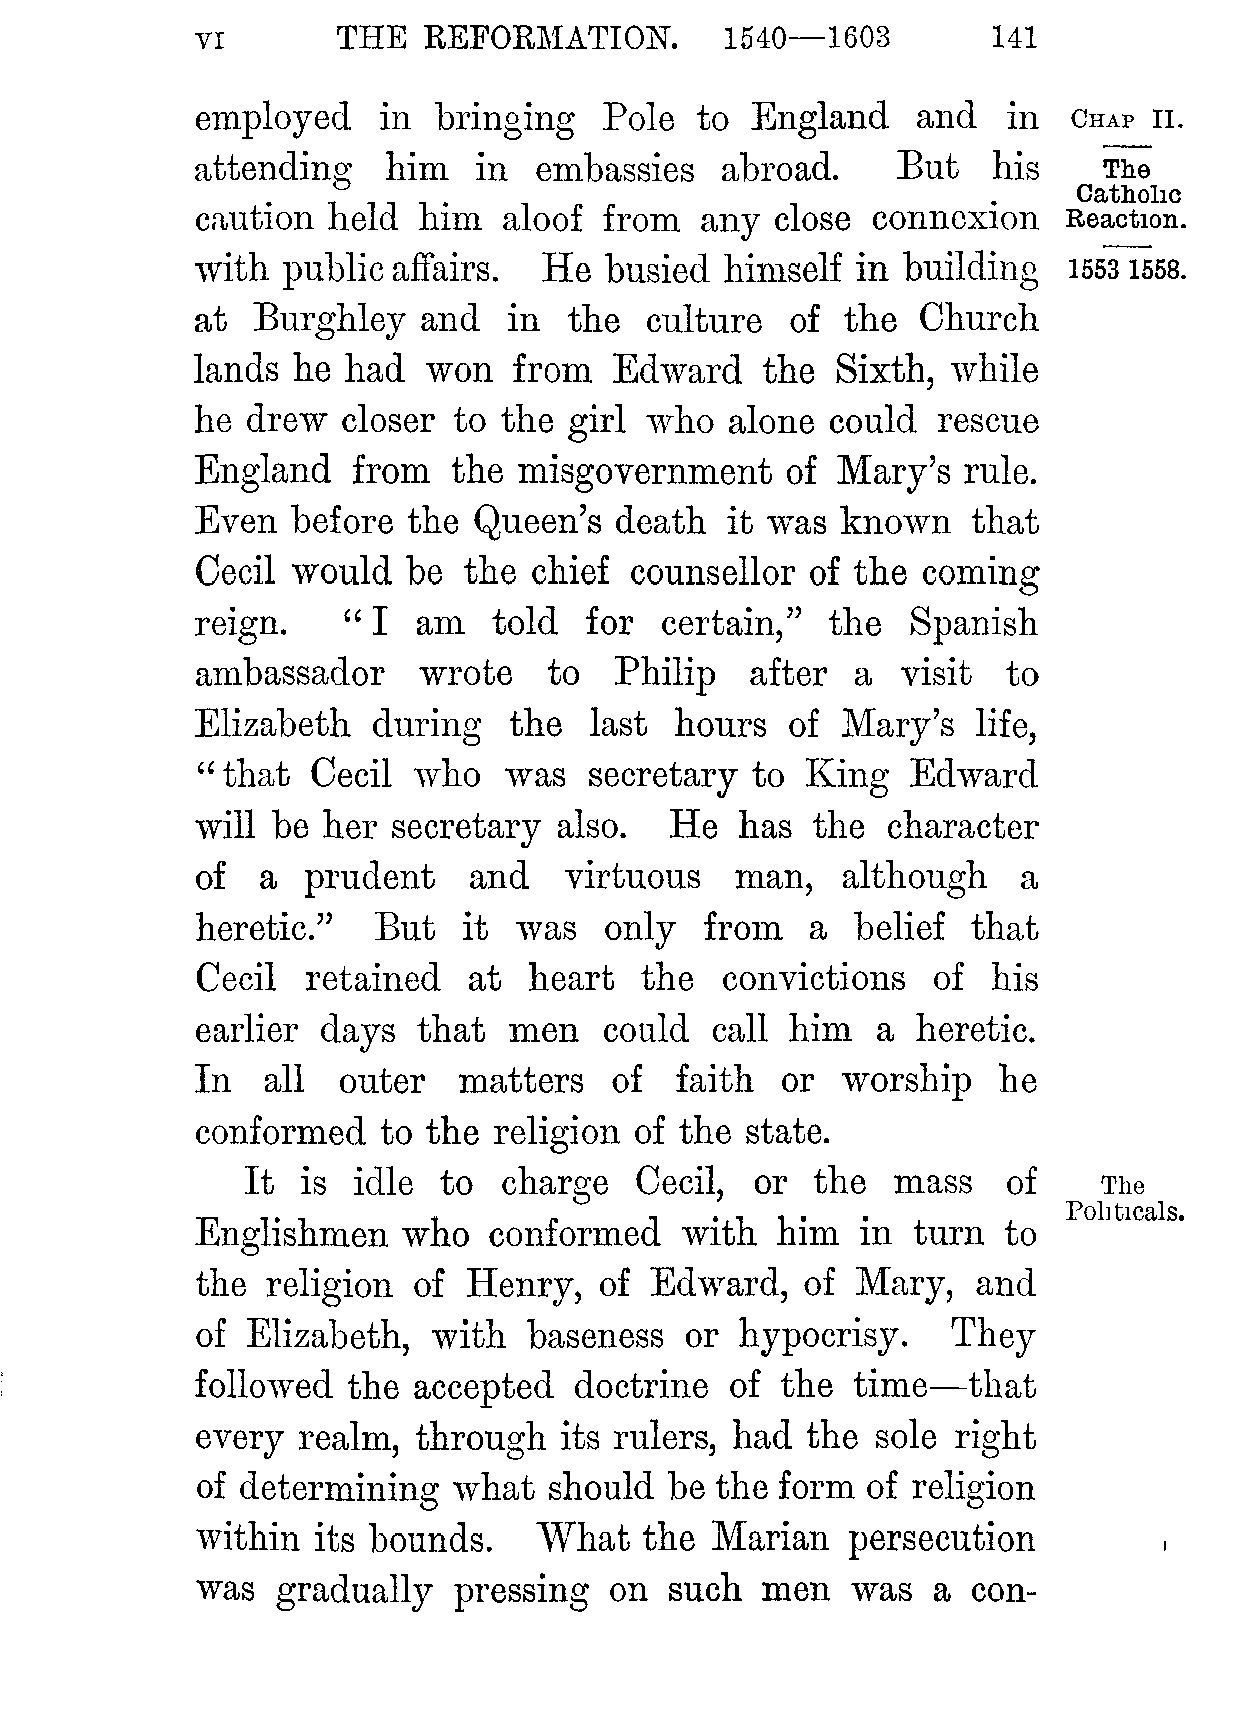 VI THE REFORMATION. 1540—1603 141
employed in bringing Pole to England and in
attending him in embassies abroad. But his
caution held him aloof from any close connexion
with public affairs. He busied himself in building
at Burghley and in the culture of the Church
lands he had won from Edward the Sixth, while
he drew closer to the girl who alone could rescue
England from the misgovernment of Mary's rule.
Even before the Queen's death it was known that
Cecil would be the chief counsellor of the coming
reign. "I am told for certain," the Spanish
ambassador wrote to Philip after a visit to
Elizabeth during the last hours of Mary's life,
"that Cecil who was secretary to King Edward
will be her secretary also. He has the character
of a prudent and virtuous man, although a
heretic." But it was only from a belief that
Cecil retained at heart the convictions of his
earlier days that men could call him a heretic.
In all outer matters of faith or worship he
conformed to the religion of the state.
It is idle to charge Cecil, or the mass of
Englishmen who conformed with him in turn to
the religion of Henry, of Edward, of Mary, and
of Elizabeth, with baseness or hypocrisy. They
followed the accepted doctrine of the time—that
every realm, through its rulers, had the sole right
of determining what should be the form of religion
within its bounds. What the Marian persecution
was gradually pressing on such men was a con-
CHAP II.
The
Catholic
Reaction.
1553 1558.
The
Politicals.